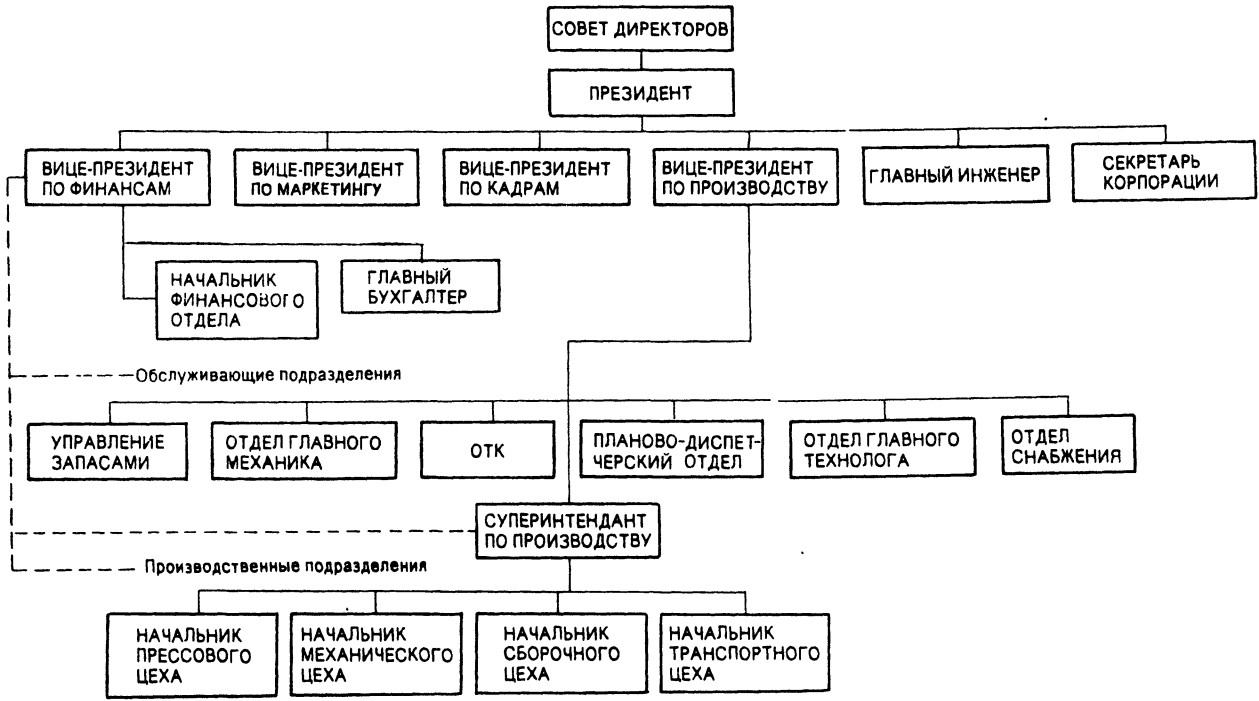 СОВЕТ ДИРЕКТОРОВ
ПРЕЗИДЕНТ
ВИЦЕ-ПРЕЗИДЕНТ
ПО ФИНАНСАМ
ВИЦЕ-ПРЕЗИДЕНТ
ПО МАРКЕТИНГУ
ВИЦЕ-ПРЕЗИДЕНТ
ПО КАДРАМ
ВИЦЕ-ПРЕЗИДЕНТ
ПО ПРОИЗВОДСТВУ
ГЛАВНЫЙ ИНЖЕНЕР
СЕКРЕТАРЬ
КОРПОРАЦИИ
НАЧАЛЬНИК
ФИНАНСОВОГО
ОТДЕЛА
ГЛАВНЫЙ
БУХГАЛТЕР
Обслуживающие подразделения
УПРАВЛЕНИЕ
ЗАПАСАМИ
ОТДЕЛ ГЛАВНОГО
МЕХАНИКА
ОТК
ПЛАНОВО-ДИСПЕТ-
ЧЕРСКИЙ ОТДЕЛ
ОТДЕЛ ГЛАВНОГО
ТЕХНОЛОГА
ОТДЕЛ
СНАБЖЕНИЯ
СУПЕРИНТЕНДАНТ
ПО ПРОИЗВОДСТВУ
Производственные подразделения
НАЧАЛЬНИК
ПРЕССОВОГО
ЦЕХА
НАЧАЛЬНИК
МЕХАНИЧЕСКОГО
ЦЕХА
НАЧАЛЬНИК
СБОРОЧНОГО
ЦЕХА
НАЧАЛЬНИК
ТРАНСПОРТНОГО
ЦЕХА